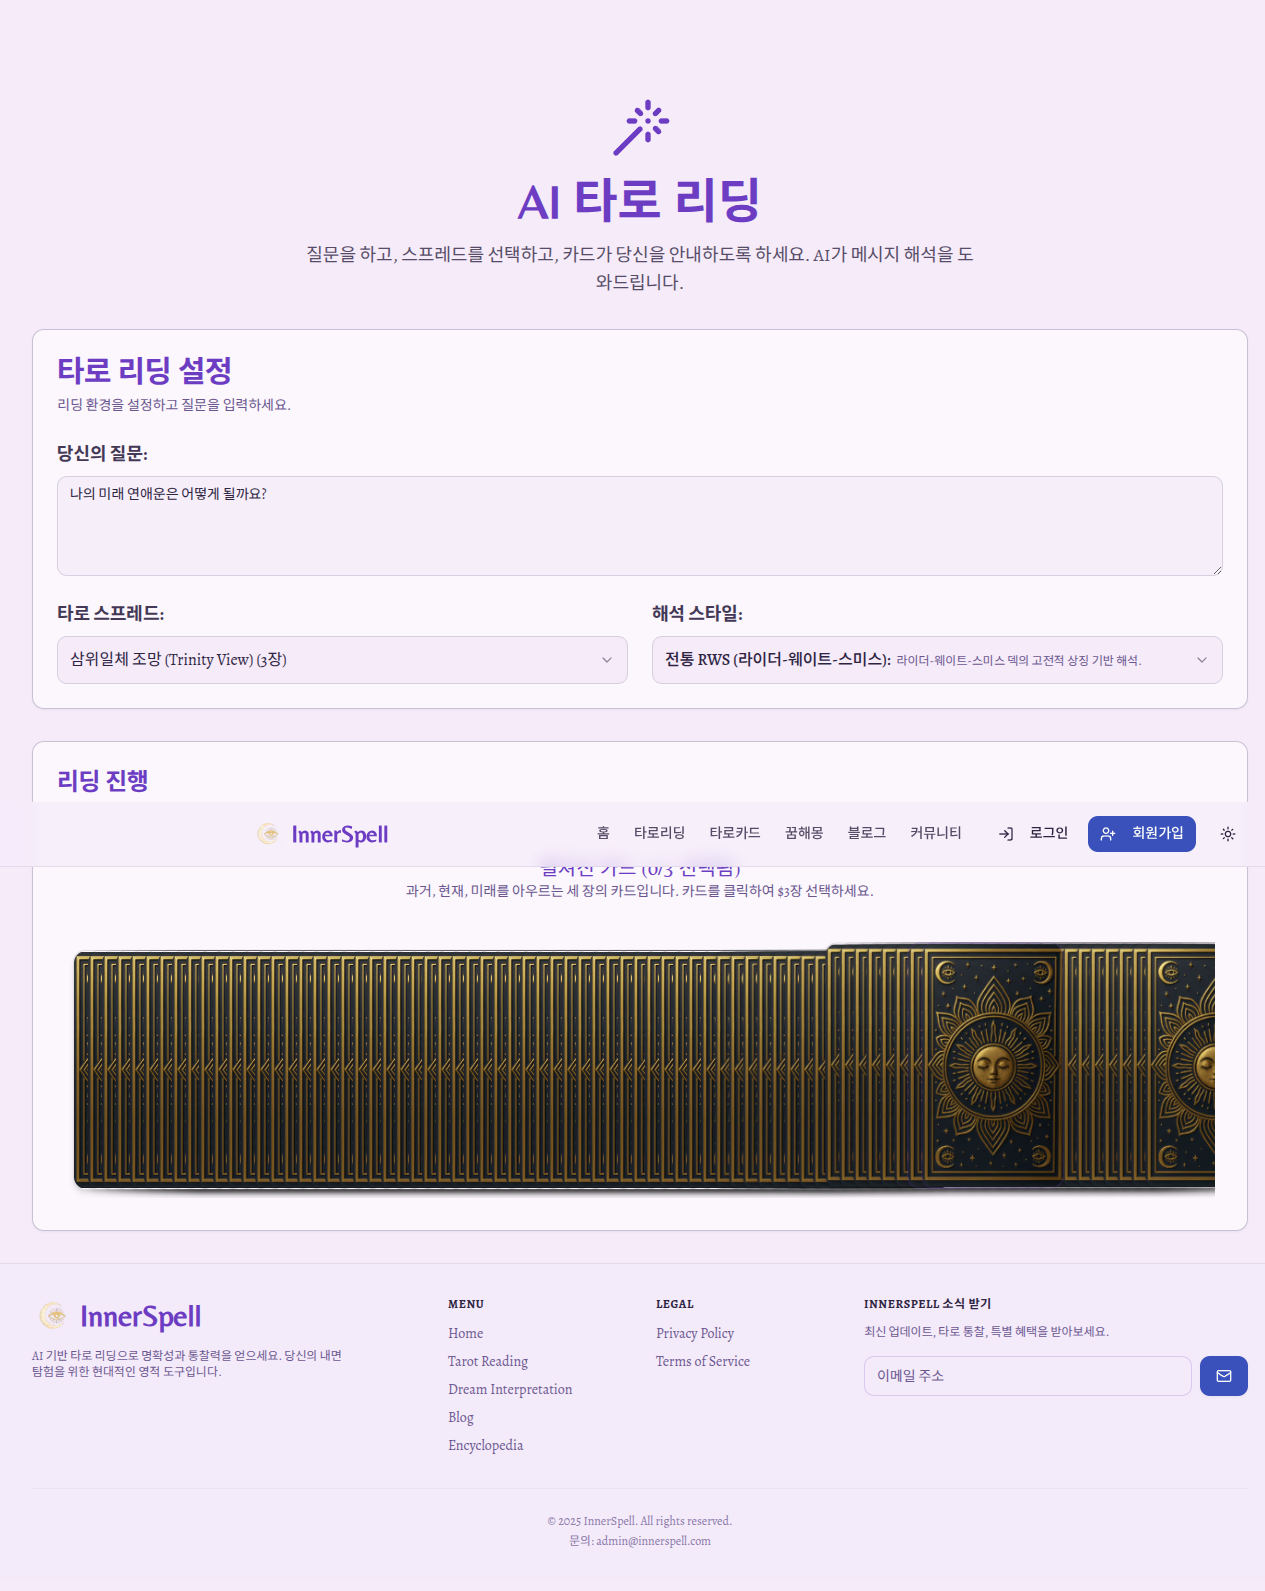 AI 타로 리딩
질문을 하고, 스프레드를 선택하고, 카드가 당신을 안내하도록 하세요. AI가 메시지 해석을 도
와드립니다.
타로 리딩 설정
리딩 환경을 설정하고 질문을 입력하세요.
당신의 질문:
나의 미래 연애운은 어떻게 될까요?
타로 스프레드:
해석 스타일:
삼위일체 조망 (Trinity View) (3장)
전통 RWS (라이더-웨이트-스미스): 라이더-웨이트-스미스 덱의 고전적 상징 기반 해석.
리딩 진행
InnerSpell
홈
타로리딩
타로카드
꿈해몽
블로그
커뮤니티
로그인
회원가입
펼쳐진 카드 (0/3 선택됨)
과거, 현재, 미래를 아우르는 세 장의 카드입니다. 카드를 클릭하여 $3장 선택하세요.
InnerSpell
AI 기반 타로 리딩으로 명확성과 통찰력을 얻으세요. 당신의 내면
탐험을 위한 현대적인 영적 도구입니다.
MENU
Home
Tarot Reading
Dream Interpretation
Blog
Encyclopedia
LEGAL
Privacy Policy
Terms of Service
INNERSPELL 소식 받기
최신 업데이트, 타로 통찰, 특별 혜택을 받아보세요.
이메일 주소
© 2025 InnerSpell. All rights reserved.
문의: admin@innerspell.com